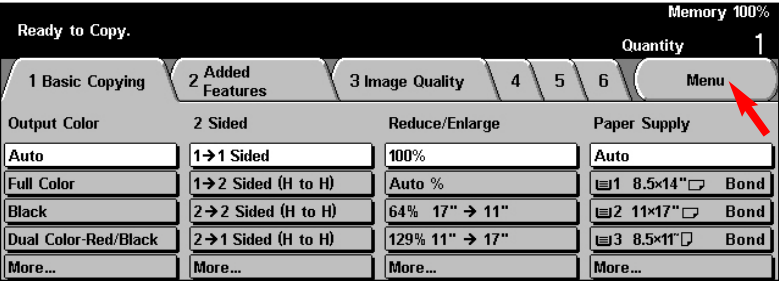 Memory 100%
Ready to Copy.
Quantity 1
1 Basic Copying
2 Added
Features
3 Image Quality
4
5
6
Menu
Output Color
2 Sided
Reduce/Enlarge
Paper Supply
Auto
1→1 Sided
100%
Auto
Full Color
1→2 Sided (H to H)
Auto %
1 8.5×14" Bond
Black
2→2 Sided (H to H)
64% 17" → 11"
2 11×17" Bond
Dual Color-Red/Black
2→1 Sided (H to H)
129% 11" → 17"
3 8.5×11" Bond
More...
More...
More...
More...